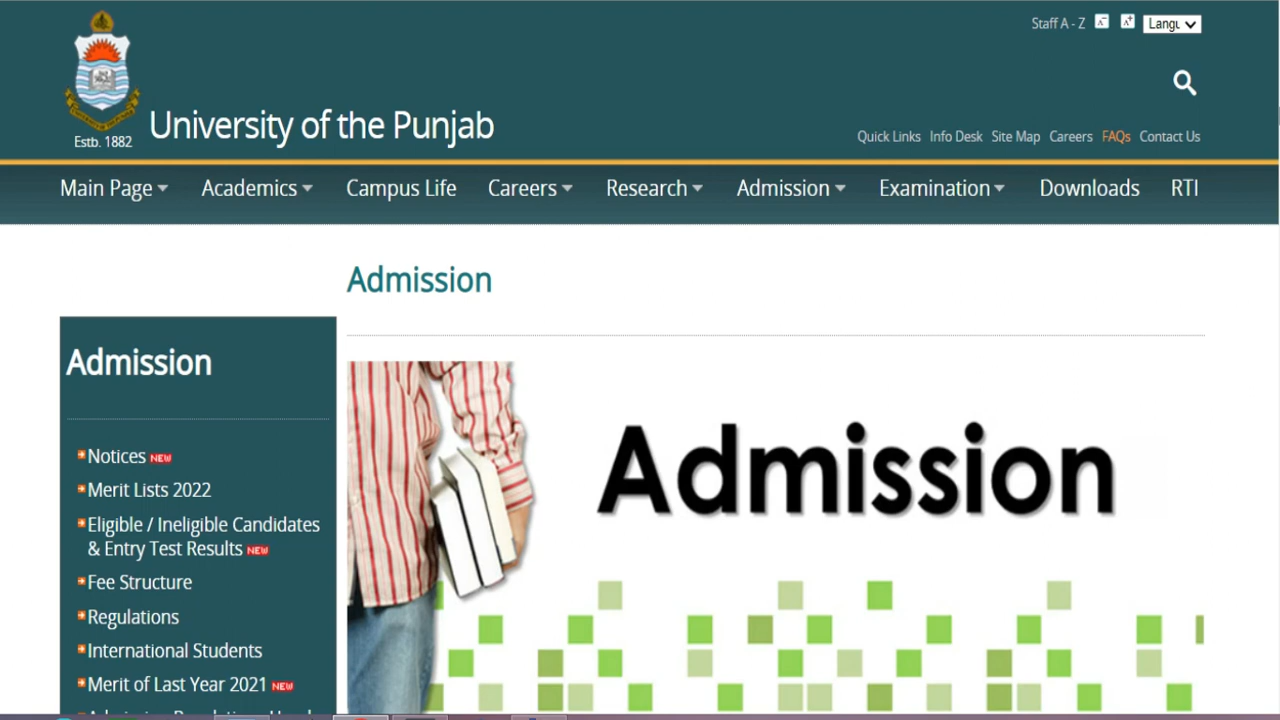 Staff A - Z
Estb. 1882
University of the Punjab
Quick Links Info Desk Site Map Careers FAQs Contact Us
Main Page Academics Campus Life Careers Research Admission Examination Downloads RTI
Admission
Admission
Notices NEW
Merit Lists 2022
Eligible / Ineligible Candidates
& Entry Test Results NEW
Fee Structure
Regulations
International Students
Merit of Last Year 2021 NEW
Admission